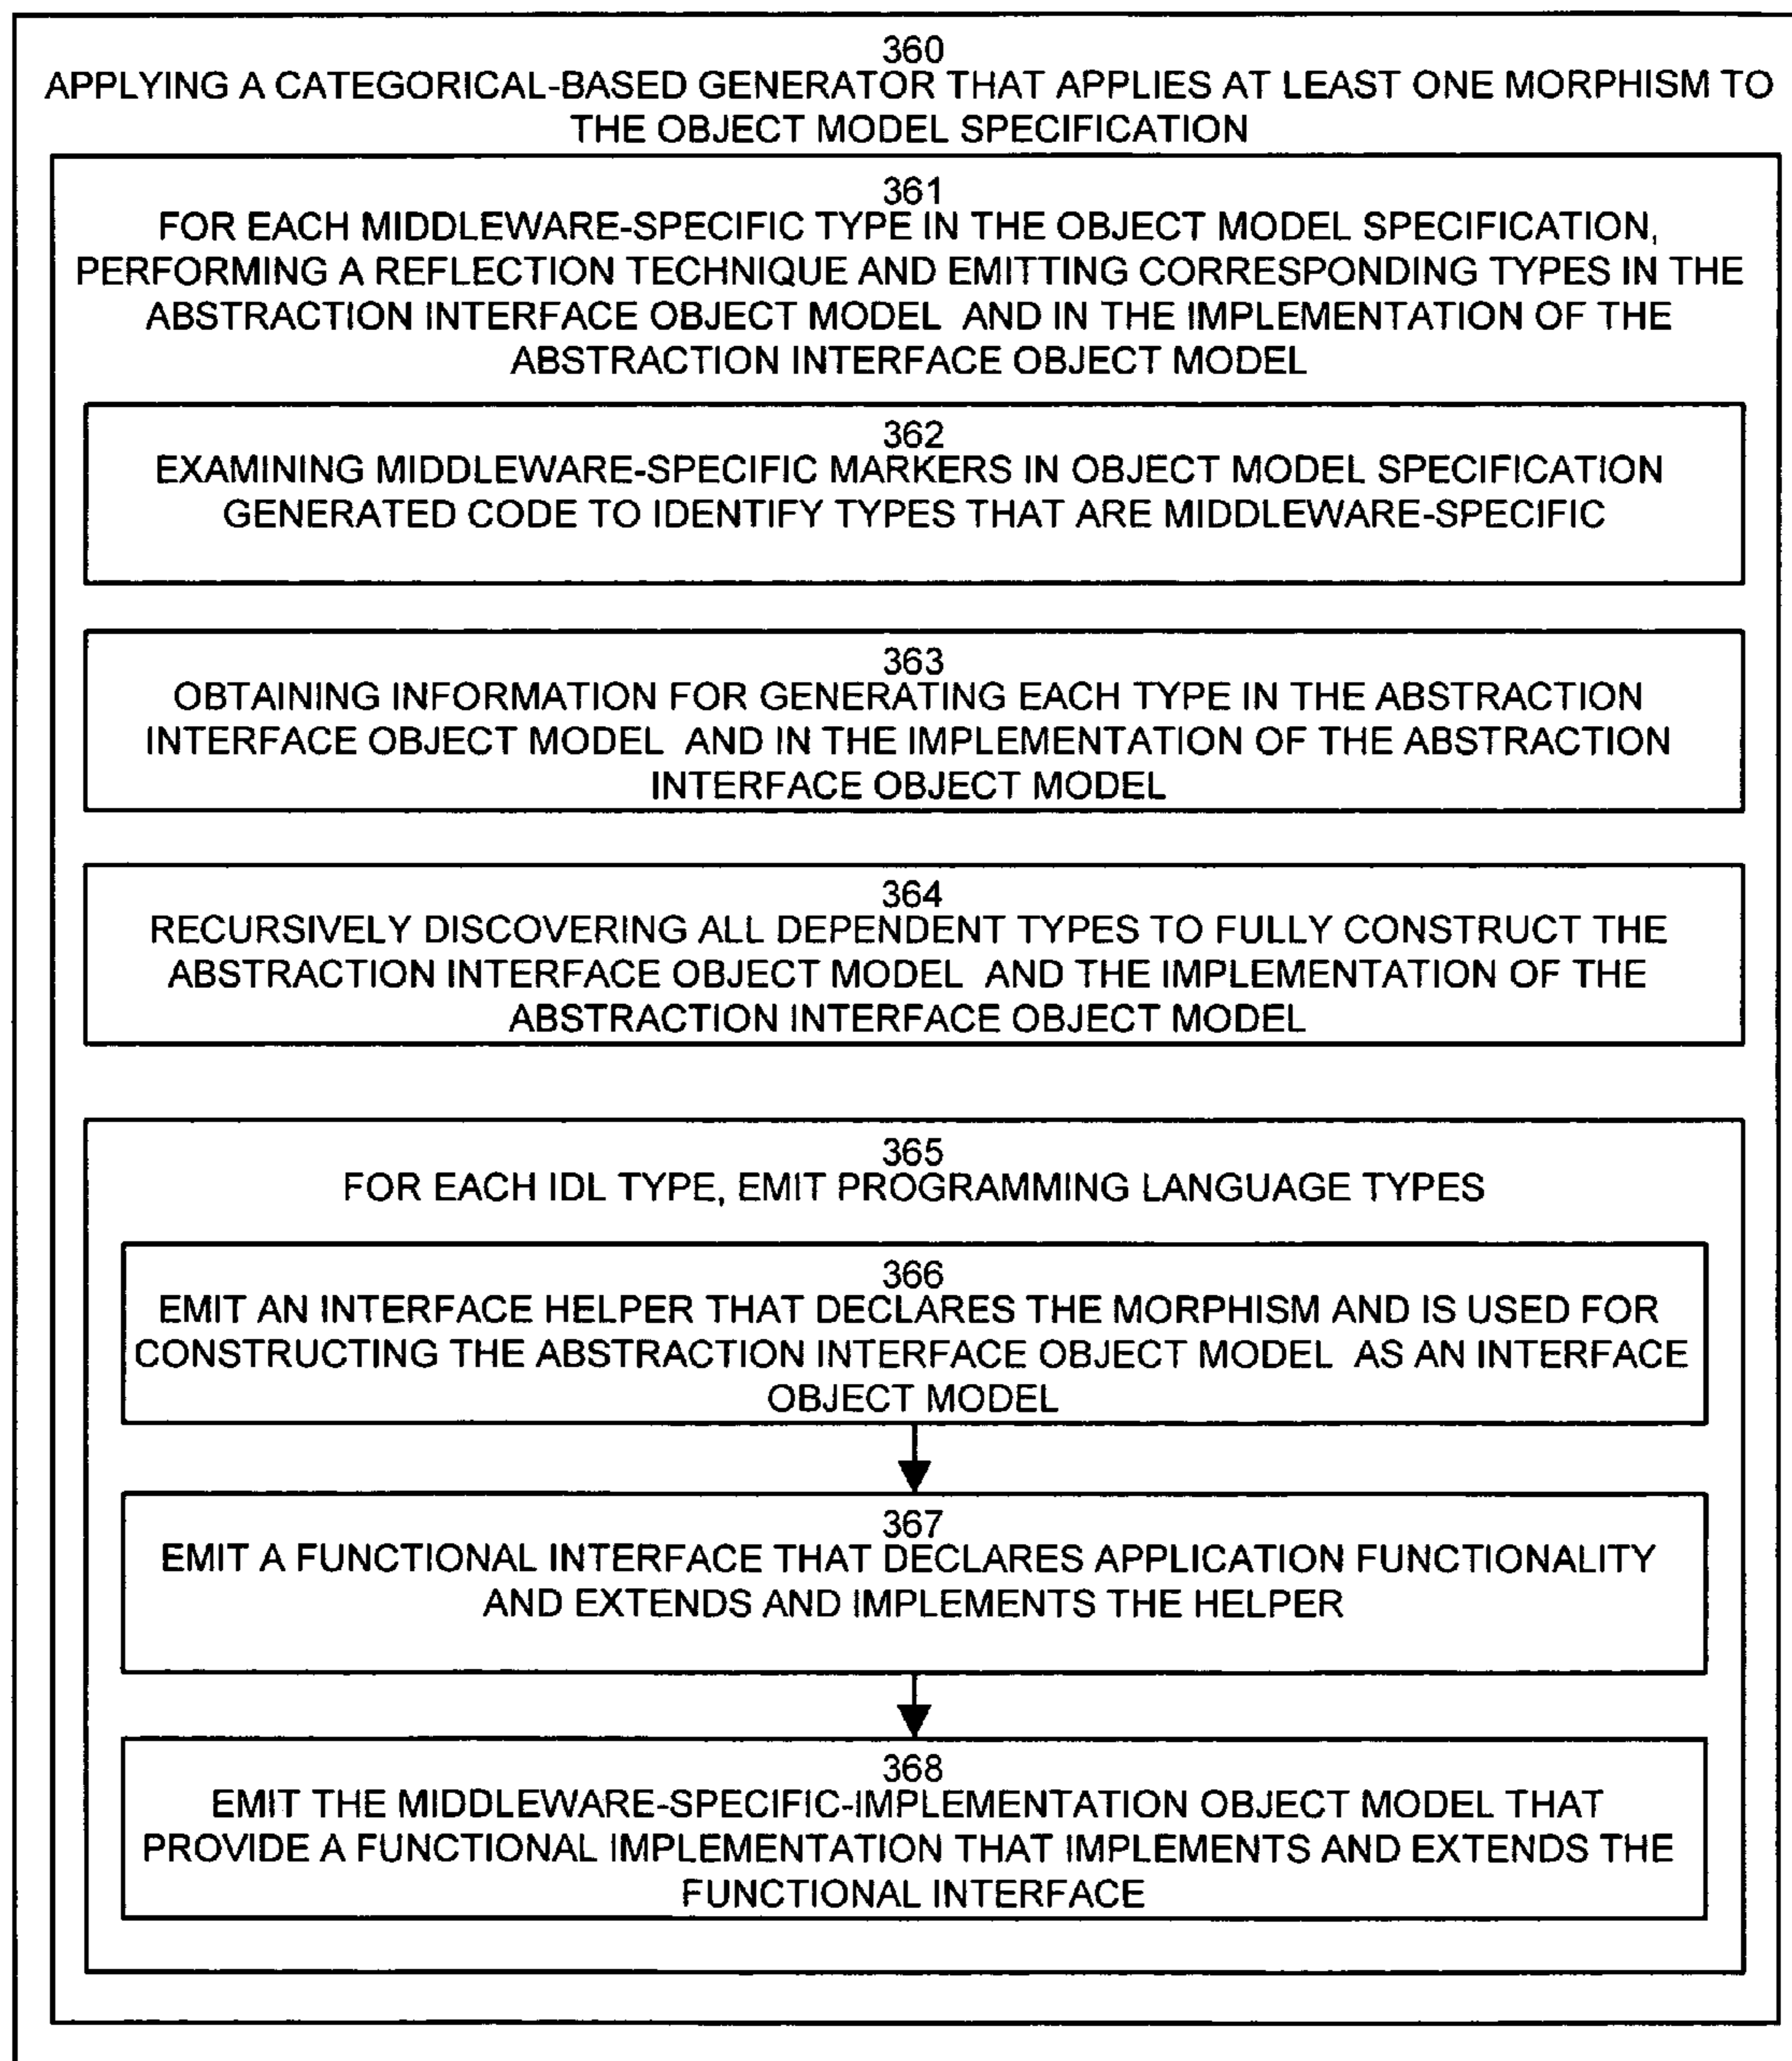 360
APPLYING A CATEGORICAL-BASED GENERATOR THAT APPLIES AT LEAST ONE MORPHISM TO
THE OBJECT MODEL SPECIFICATION
361
FOR EACH MIDDLEWARE-SPECIFIC TYPE IN THE OBJECT MODEL SPECIFICATION,
PERFORMING A REFLECTION TECHNIQUE AND EMITTING CORRESPONDING TYPES IN THE
ABSTRACTION INTERFACE OBJECT MODEL AND IN THE IMPLEMENTATION OF THE
ABSTRACTION INTERFACE OBJECT MODEL
362
EXAMINING MIDDLEWARE-SPECIFIC MARKERS IN OBJECT MODEL SPECIFICATION
GENERATED CODE TO IDENTIFY TYPES THAT ARE MIDDLEWARE-SPECIFIC
363
OBTAINING INFORMATION FOR GENERATING EACH TYPE IN THE ABSTRACTION
INTERFACE OBJECT MODEL AND IN THE IMPLEMENTATION OF THE ABSTRACTION
INTERFACE OBJECT MODEL
364
RECURSIVELY DISCOVERING ALL DEPENDENT TYPES TO FULLY CONSTRUCT THE
ABSTRACTION INTERFACE OBJECT MODEL AND THE IMPLEMENTATION OF THE
ABSTRACTION INTERFACE OBJECT MODEL
365
FOR EACH IDL TYPE, EMIT PROGRAMMING LANGUAGE TYPES
366
EMIT AN INTERFACE HELPER THAT DECLARES THE MORPHISM AND IS USED FOR
CONSTRUCTING THE ABSTRACTION INTERFACE OBJECT MODEL AS AN INTERFACE
OBJECT MODEL
367
EMIT A FUNCTIONAL INTERFACE THAT DECLARES APPLICATION FUNCTIONALITY
AND EXTENDS AND IMPLEMENTS THE HELPER
368
EMIT THE MIDDLEWARE-SPECIFIC-IMPLEMENTATION OBJECT MODEL THAT
PROVIDE A FUNCTIONAL IMPLEMENTATION THAT IMPLEMENTS AND EXTENDS THE
FUNCTIONAL INTERFACE